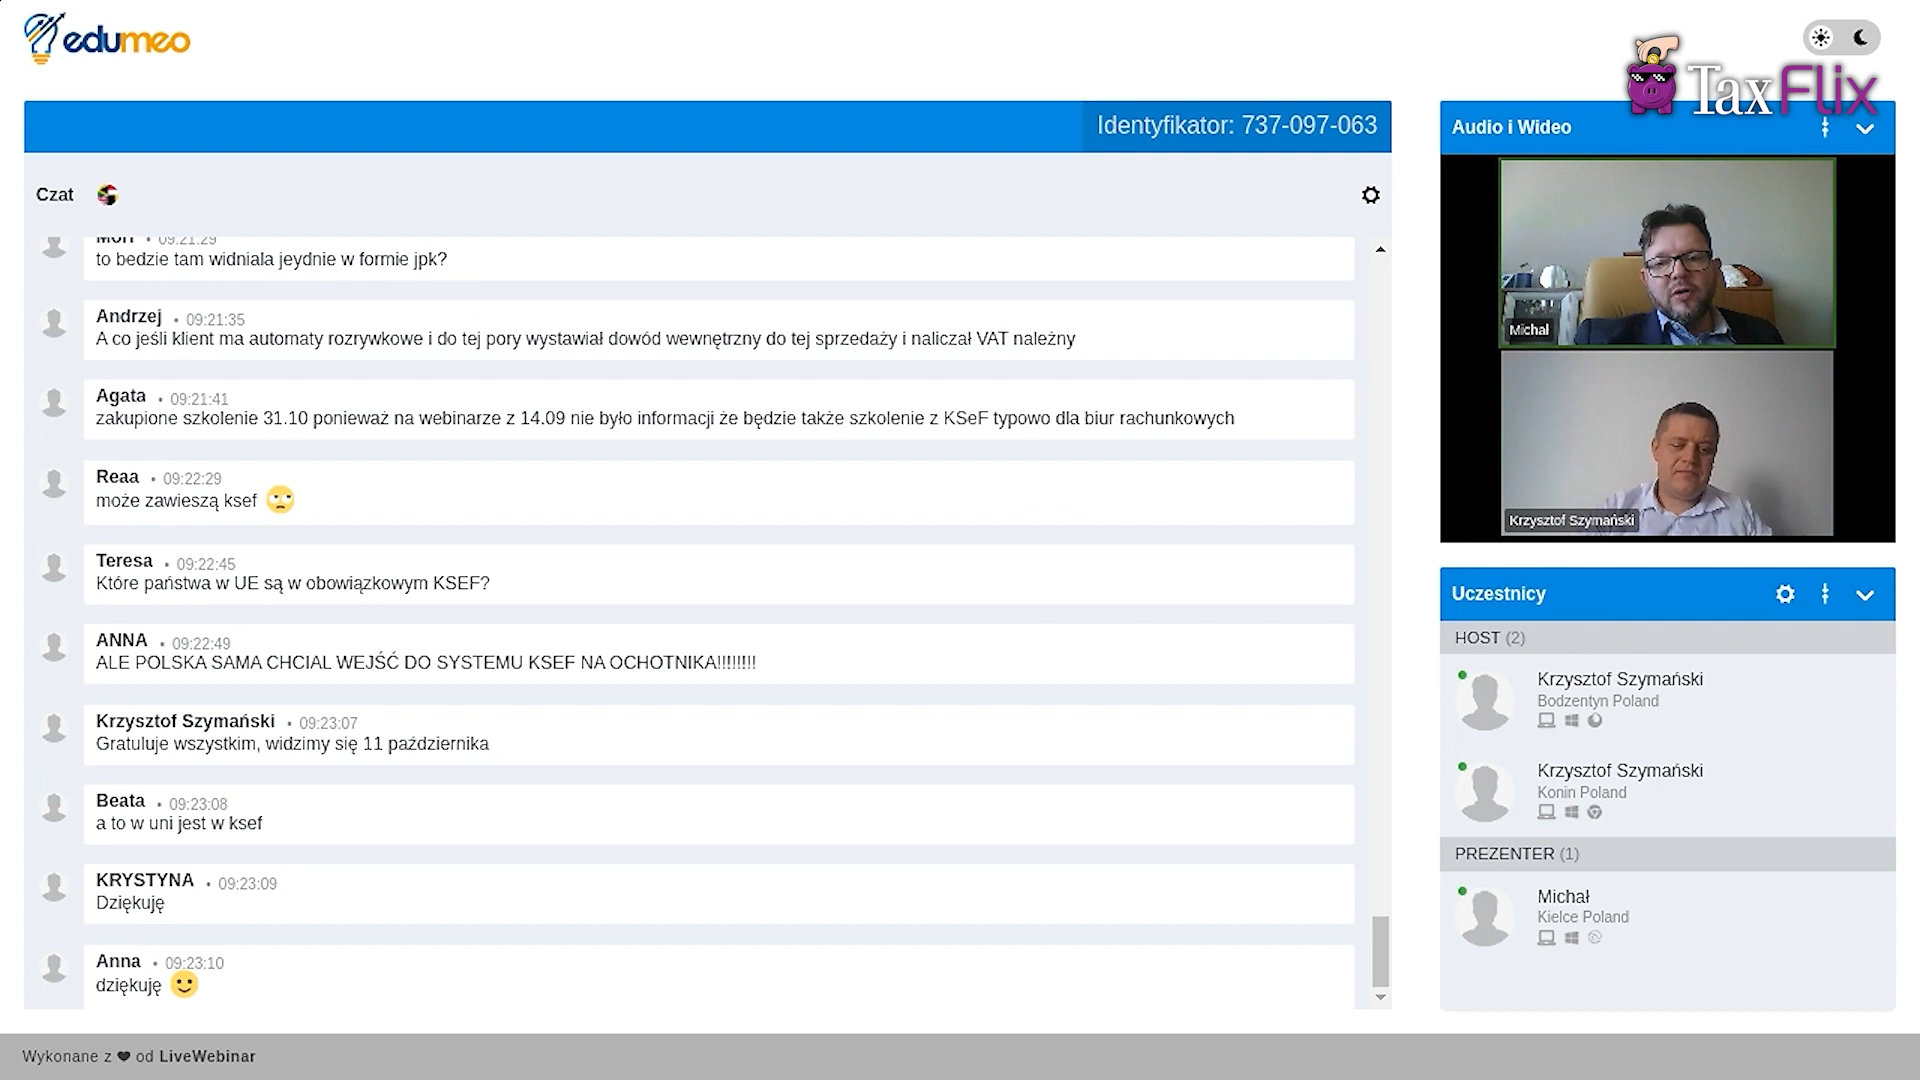 edumeo
TaxFlix
Identyfikator: 737-097-063
Czat
Mon • 09:21:29
to bedzie tam widniala jeydnie w formie jpk?
Andrzej • 09:21:35
A co jeśli klient ma automaty rozrywkowe i do tej pory wystawiał dowód wewnętrzny do tej sprzedaży i naliczał VAT należny
Agata • 09:21:41
zakupione szkolenie 31.10 ponieważ na webinarze z 14.09 nie było informacji że będzie także szkolenie z KSeF typowo dla biur rachunkowych
Reaa • 09:22:29
może zawieszą ksef 🙄
Teresa • 09:22:45
Które państwa w UE są w obowiązkowym KSEF?
ANNA • 09:22:49
ALE POLSKA SAMA CHCIAL WEJŚĆ DO SYSTEMU KSEF NA OCHOTNIKA!!!!!!!!
Krzysztof Szymański • 09:23:07
Gratuluje wszystkim, widzimy się 11 października
Beata • 09:23:08
a to w uni jest w ksef
KRYSTYNA • 09:23:09
Dziękuję
Anna • 09:23:10
dziękuję 🙂
Audio i Wideo
Michał
Krzysztof Szymański
Uczestnicy
HOST (2)
Krzysztof Szymański
Bodzentyn Poland
Krzysztof Szymański
Konin Poland
PREZENTER (1)
Michał
Kielce Poland
Wykonane z ❤ od LiveWebinar